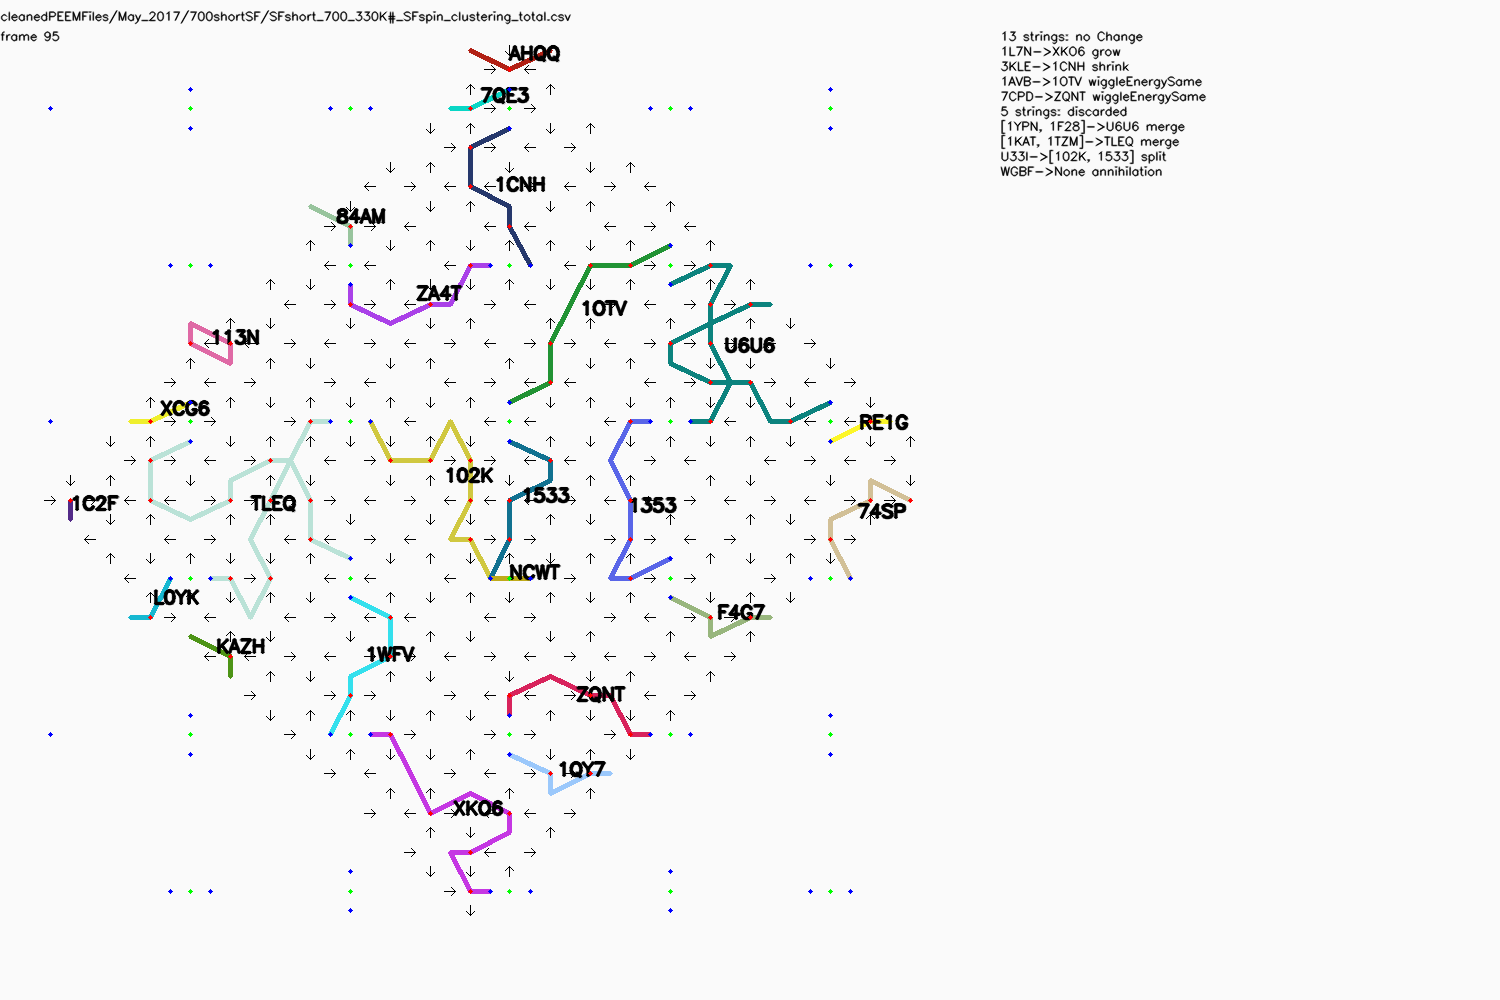 cleanedPEEMFiles/May_2017/700shortSF/SFshort_700_330K#_SFspin_clustering_total.csv
frame 95
13 strings: no Change
1L7N->XKO6 grow
3KLE->1CNH shrink
1AVB->1OTV wiggleEnergySame
7CPD->ZQNT wiggleEnergySame
5 strings: discarded
[1YPN, 1F28]->U6U6 merge
[1KAT, 1TZM]->TLEQ merge
U33I->[102K, 1533] split
WGBF->None annihilation
AHQQ
7QE3
1CNH
84AM
ZA4T
1OTV
113N
U6U6
XCG6
RE1G
102K
1533
1C2F
TLEQ
1353
74SP
NCWT
L0YK
F4G7
KAZH
1WFV
ZQNT
1QY7
XKO6